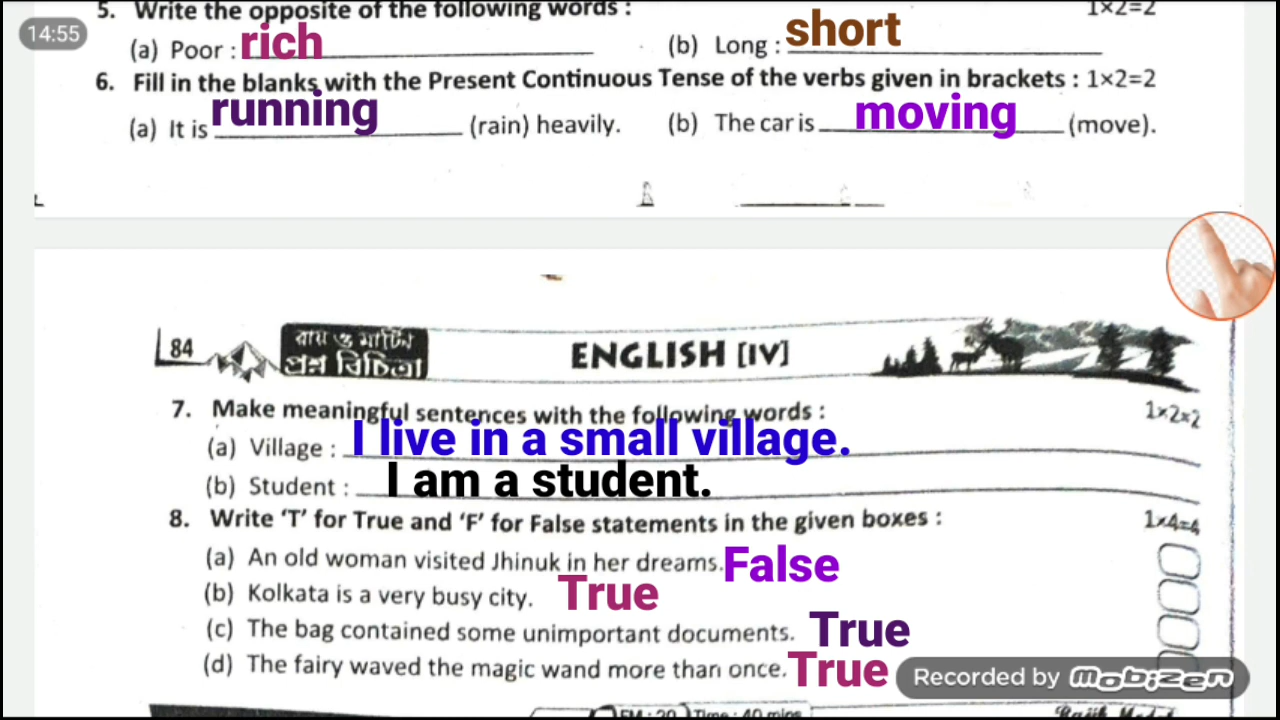 14:55
5. Write the opposite of the following words : 1×2=2
(a) Poor : rich (b) Long : short
6. Fill in the blanks with the Present Continuous Tense of the verbs given in brackets : 1×2=2
(a) It is running (rain) heavily. (b) The car is moving (move).
84 রায় ও মার্টিন প্রশ্ন বিচিত্রা ENGLISH [IV]
7. Make meaningful sentences with the following words : 1×2×2
(a) Village : I live in a small village.
(b) Student : I am a student.
8. Write ‘T’ for True and ‘F’ for False statements in the given boxes : 1×4=4
(a) An old woman visited Jhinuk in her dreams. False
(b) Kolkata is a very busy city. True
(c) The bag contained some unimportant documents. True
(d) The fairy waved the magic wand more than once. True
Recorded by Mobizen
FM : 20 Time : 40 mins